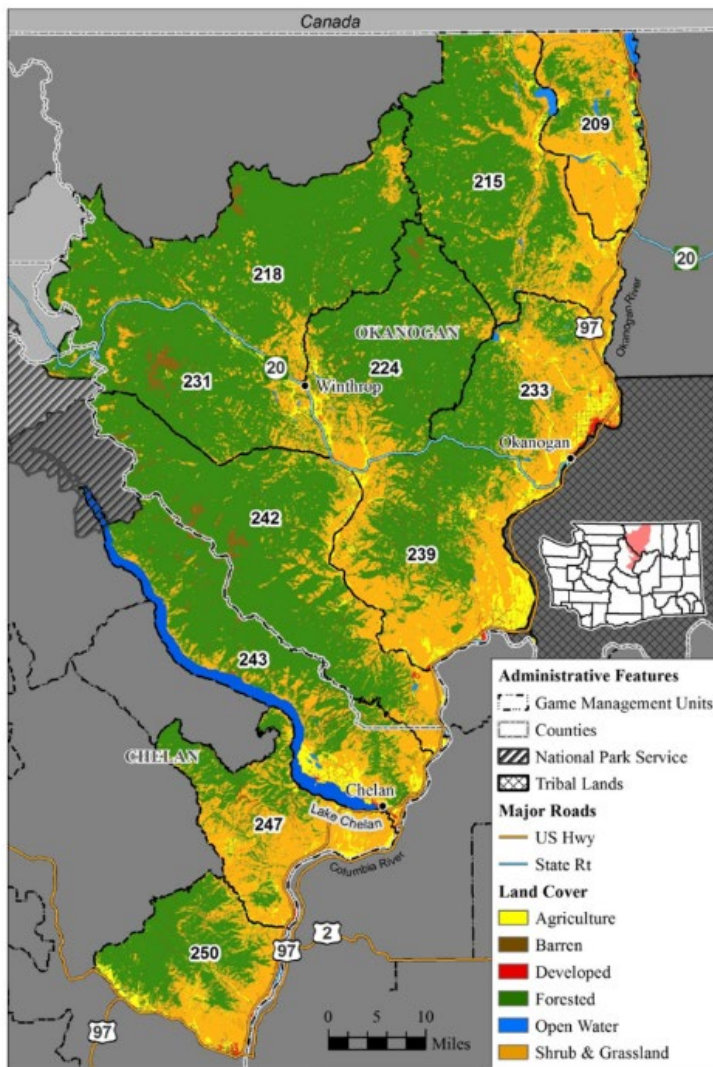 Canada
209
215
20
218
OKANOGAN
97
Okanogan River
224
231
20
Winthrop
233
Okanogan
242
239
243
CHELAN
Chelan
Lake Chelan
247
Columbia River
250
97
2
97
0 5 10
Miles
Administrative Features
Game Management Units
Counties
National Park Service
Tribal Lands
Major Roads
US Hwy
State Rt
Land Cover
Agriculture
Barren
Developed
Forested
Open Water
Shrub & Grassland